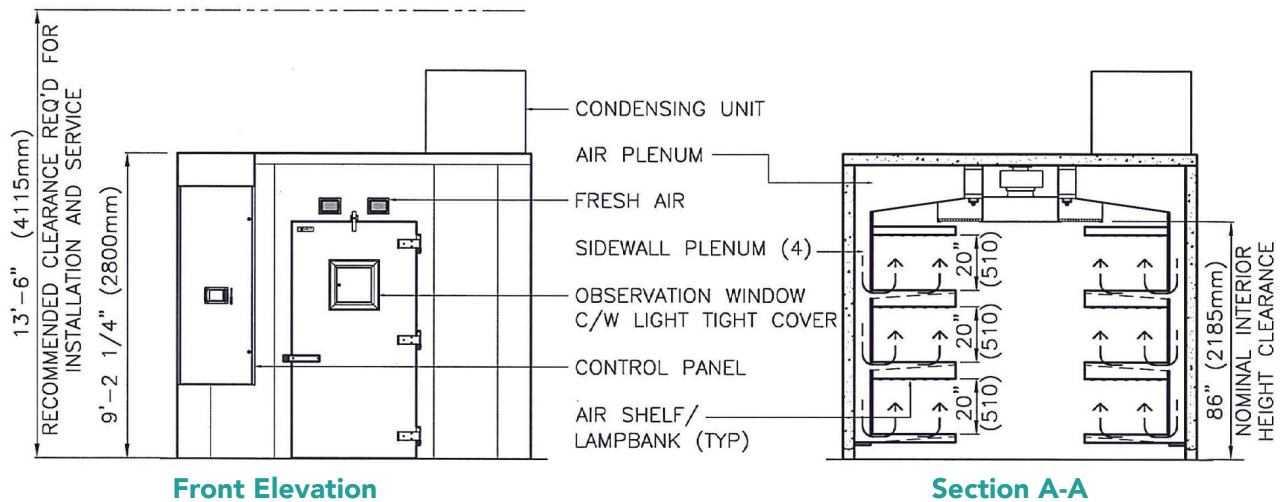 13'-6" (4115mm)
RECOMMENDED CLEARANCE REQ'D FOR
INSTALLATION AND SERVICE
9'-2 1/4" (2800mm)
CONDENSING UNIT
AIR PLENUM
FRESH AIR
SIDEWALL PLENUM (4)
OBSERVATION WINDOW
C/W LIGHT TIGHT COVER
CONTROL PANEL
AIR SHELF/
LAMPBANK (TYP)
20"
(510)
20"
(510)
20"
(510)
86" (2185mm)
NOMINAL INTERIOR
HEIGHT CLEARANCE
Front Elevation
Section A-A